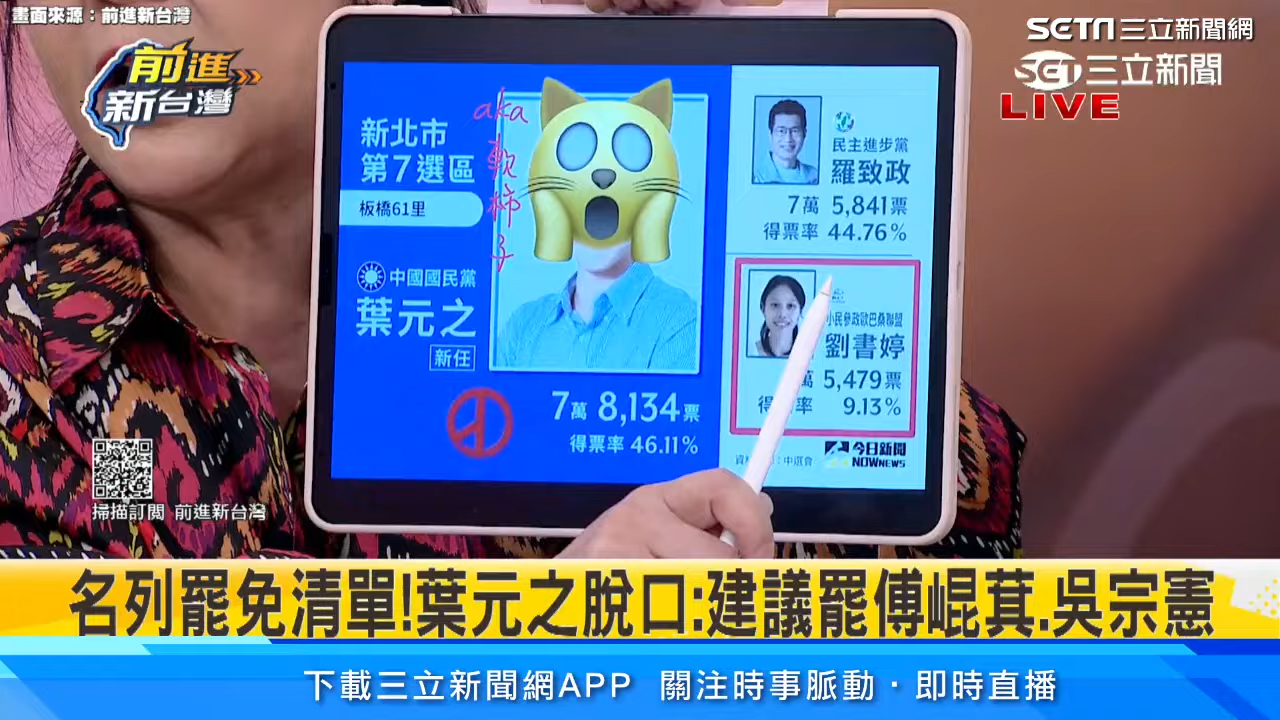 畫面來源：前進新台灣
前進
新台灣
SETN三立新聞網
SET三立新聞
LIVE
aka
軟柿子
新北市
第7選區
板橋61里
中國國民黨
葉元之
新任
7萬 8,134票
得票率 46.11%
民主進步黨
羅致政
7萬 5,841票
得票率 44.76%
小民參政歐巴桑聯盟
劉書婷
萬 5,479票
得 率 9.13%
資 ：中選會
今日新聞
NOWNEWS
掃描訂閱 前進新台灣
名列罷免清單!葉元之脫口:建議罷傅崐萁.吳宗憲
下載三立新聞網APP 關注時事脈動・即時直播